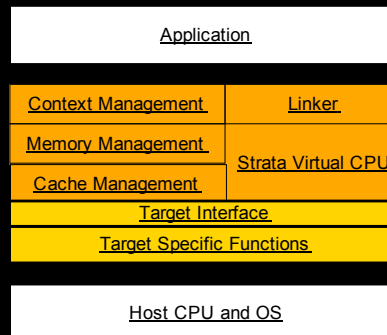 Application
Context Management
Linker
Memory Management
Strata Virtual CPU
Cache Management
Target Interface
Target Specific Functions
Host CPU and OS